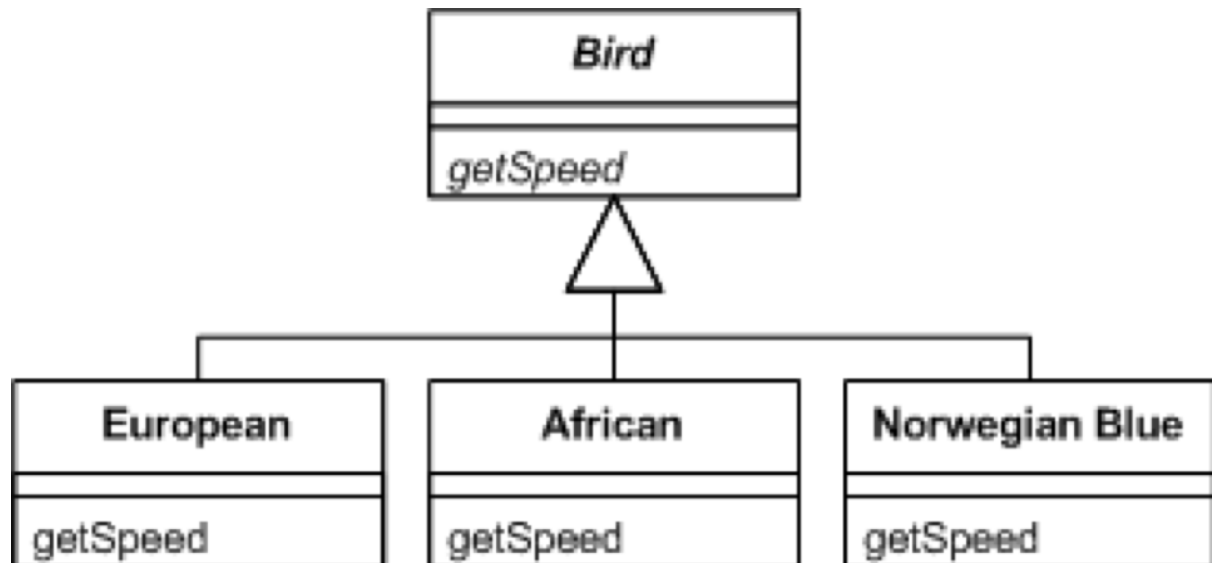 Bird
getSpeed
European
African
Norwegian Blue
getSpeed
getSpeed
getSpeed